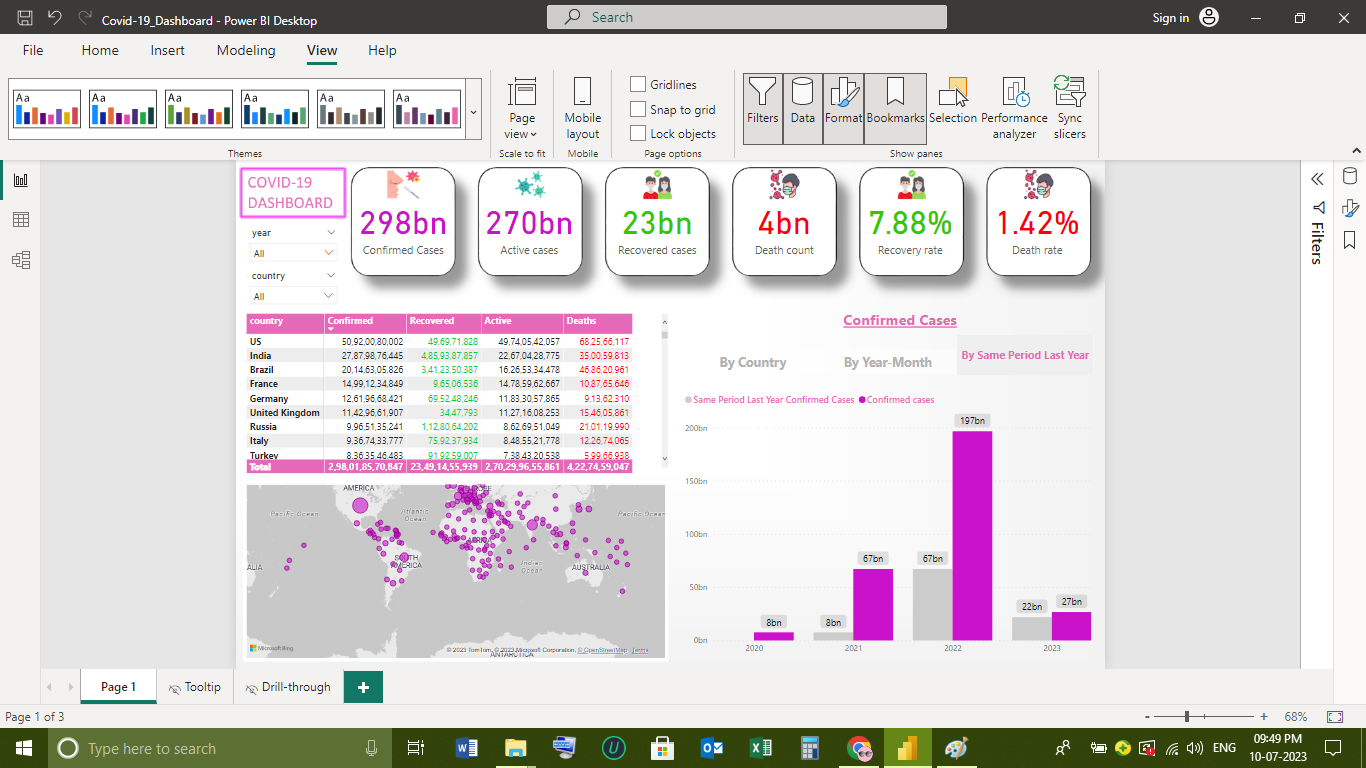 Covid-19_Dashboard - Power BI Desktop
Search
Sign in
File Home Insert Modeling View Help
Aa Aa Aa Aa Aa Aa
Page view
Mobile layout
Gridlines
Snap to grid
Lock objects
Filters Data Format Bookmarks Selection Performance analyzer Sync slicers
Themes Scale to fit Mobile Page options Show panes
COVID-19
DASHBOARD
year
All
country
All
298bn
Confirmed Cases
270bn
Active cases
23bn
Recovered cases
4bn
Death count
7.88%
Recovery rate
1.42%
Death rate
Filters
country Confirmed Recovered Active Deaths
US 50,92,00,80,002 49,69,71,828 49,74,05,42,057 68,25,66,117
India 27,87,98,76,445 4,85,93,87,857 22,67,04,28,775 35,00,59,813
Brazil 20,14,63,05,826 3,41,23,50,387 16,26,53,34,478 46,86,20,961
France 14,99,12,34,849 9,65,06,536 14,78,59,62,667 10,87,65,646
Germany 12,61,96,68,421 69,52,48,246 11,83,30,57,865 9,13,62,310
United Kingdom 11,42,96,61,907 34,47,793 11,27,16,08,253 15,46,05,861
Russia 9,96,51,35,241 1,12,80,64,202 8,62,69,51,049 21,01,19,990
Italy 9,36,74,33,777 75,92,37,934 8,48,55,21,778 12,26,74,065
Turkey 8,36,35,46,483 91,92,59,007 7,38,43,20,538 5,99,66,938
Total 2,98,01,85,70,847 23,49,14,55,939 2,70,29,96,55,861 4,22,74,59,047
Confirmed Cases
By Country By Year-Month By Same Period Last Year
Same Period Last Year Confirmed Cases Confirmed cases
200bn
150bn
100bn
50bn
0bn
8bn
8bn 67bn
67bn 197bn
22bn 27bn
2020 2021 2022 2023
AMERICA
Pacific Ocean
Atlantic
Ocean
Pacific Ocean
AFRICA
SOUTH
AMERICA
Indian
Ocean
ALIA
AUSTRALIA
ANTARCTICA
Microsoft Bing
© 2023 TomTom, © 2023 Microsoft Corporation, © OpenStreetMap Terms
Page 1 Tooltip Drill-through +
Page 1 of 3
- + 68%
Type here to search
ENG
09:49 PM
10-07-2023